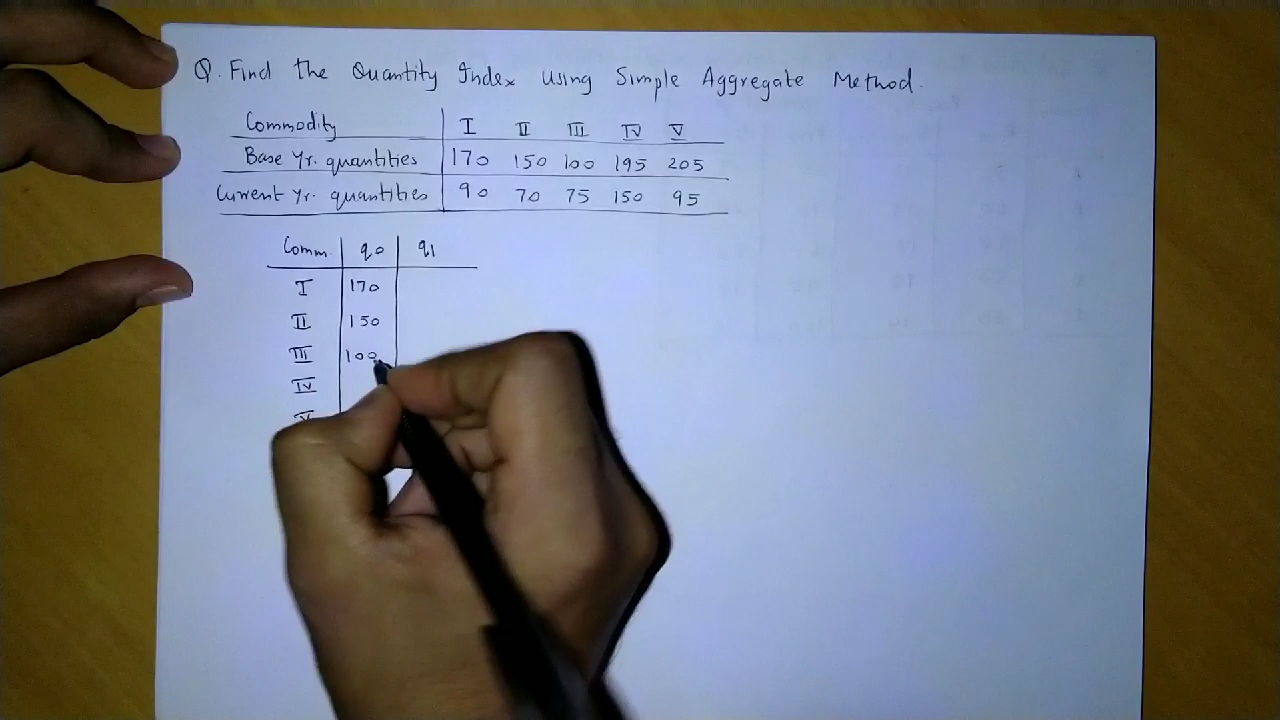 Q. Find the Quantity Index using Simple Aggregate Method.
Commodity I II III IV V
Base Yr. quantities 170 150 100 195 205
Current Yr. quantities 90 70 75 150 95
Comm. q0 q1
I 170
II 150
III 100
IV
V